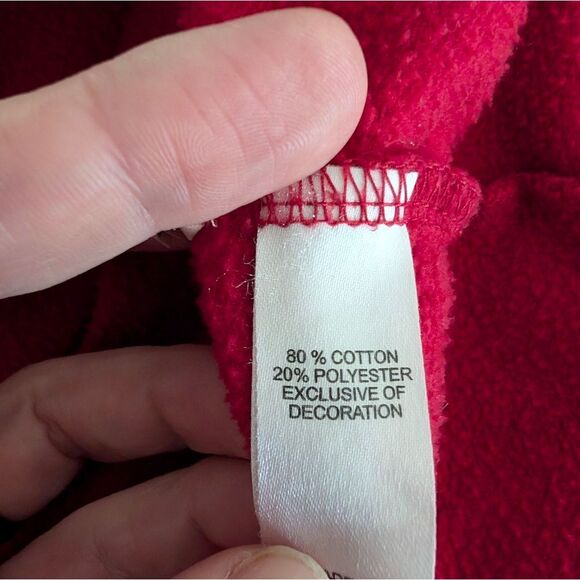 80 % COTTON
20% POLYESTER
EXCLUSIVE OF
DECORATION